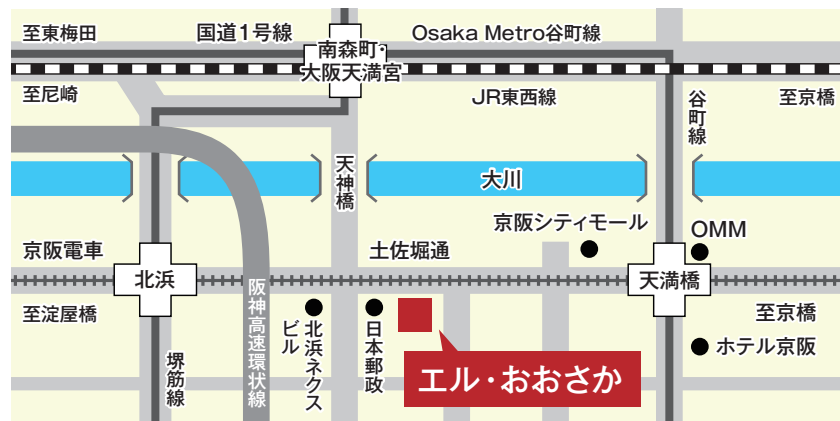 至東梅田
国道1号線
Osaka Metro谷町線
南森町・
大阪天満宮
至尼崎
JR東西線
谷町線
至京橋
天神橋
大川
京阪シティモール
OMM
京阪電車
土佐堀通
北浜
天満橋
至淀屋橋
阪神高速環状線
北浜ネクス
ビル
日本郵政
至京橋
ホテル京阪
堺筋線
エル・おおさか